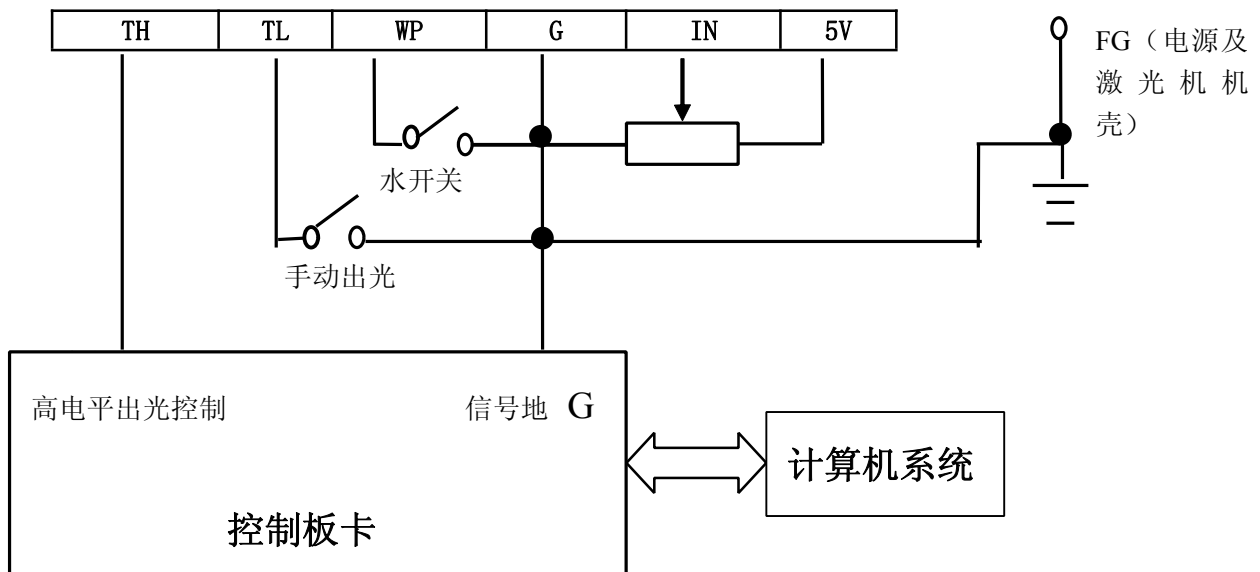 TH TL WP G IN 5V
FG（电源及
激光机机
壳）
水开关
手动出光
高电平出光控制 信号地 G
计算机系统
控制板卡